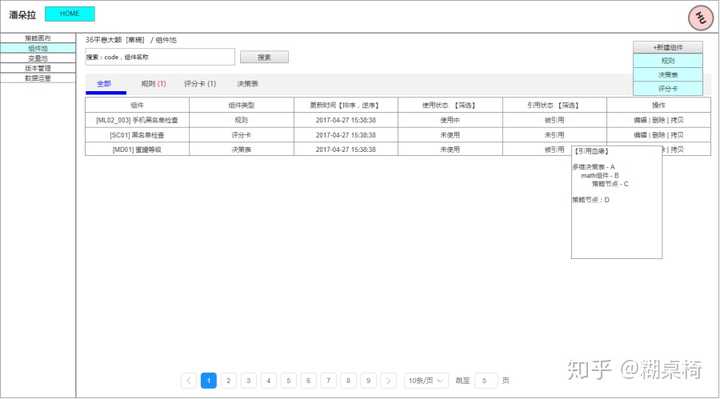 潘朵拉
HOME
HU
策略画布
组件池
变量池
版本管理
数据运营
36平卷大额 [策略] / 组件池
搜索：code，组件名称
搜索
+新建组件
规则
决策表
评分卡
全部
规则 (1)
评分卡 (1)
决策表
组件
组件类型
更新时间【排序，逆序】
使用状态 【筛选】
引用状态 【筛选】
操作
[ML02_003] 手机黑名单检查
规则
2017-04-27 15:38:38
使用中
被引用
编辑 | 删除 | 拷贝
[SC01] 黑名单检查
评分卡
2017-04-27 15:38:38
未使用
未引用
编辑 | 删除 | 拷贝
[MD01] 蜜罐等级
决策表
2017-04-27 15:38:38
未使用
被引用
| 拷贝
【引用血缘】
多维决策表 - A
math组件 - B
策略节点 - C
策略节点：D
1
2
3
4
5
6
7
8
9
10条/页
跳至
5
页
知乎 @糊桌椅